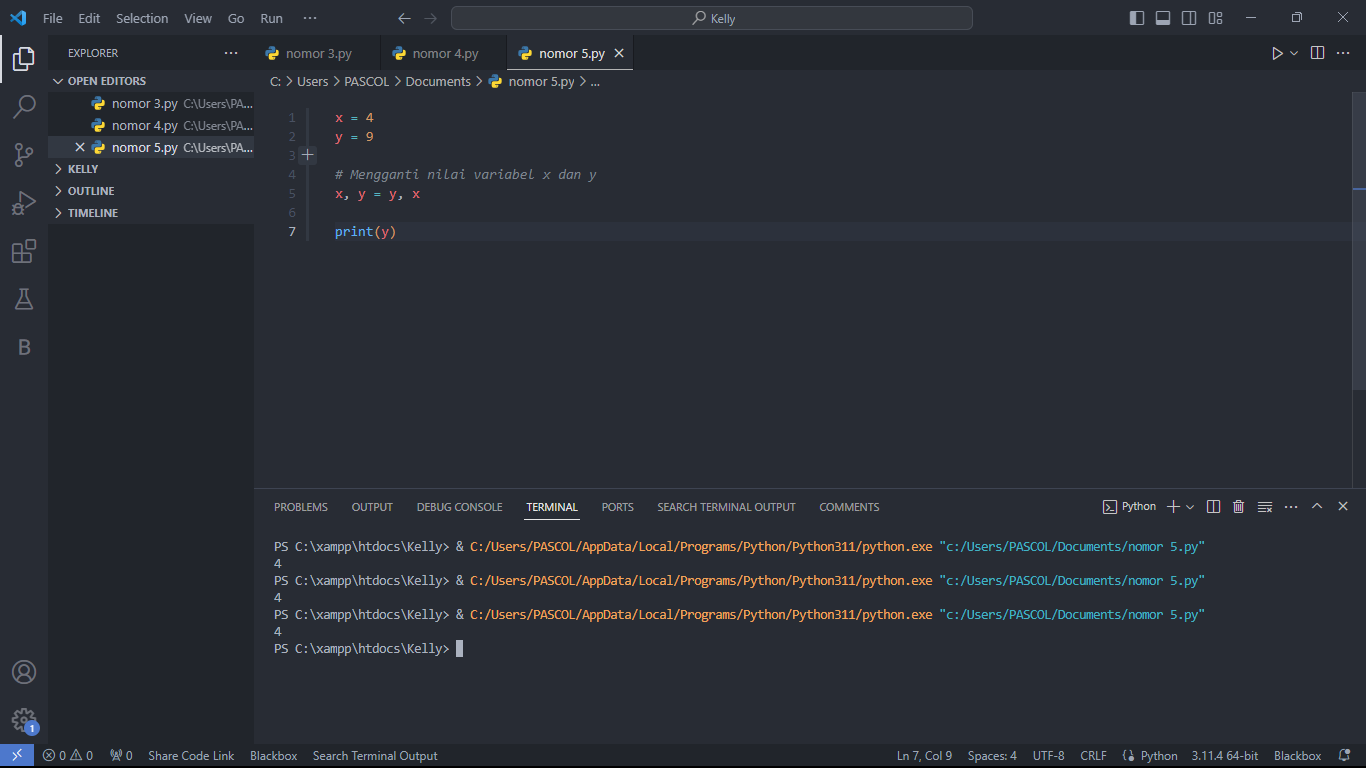 File Edit Selection View Go Run ··· Kelly
EXPLORER ···
nomor 3.py nomor 4.py nomor 5.py
OPEN EDITORS
nomor 3.py C:\Users\PA...
nomor 4.py C:\Users\PA...
nomor 5.py C:\Users\PA...
KELLY
OUTLINE
TIMELINE
B
C: > Users > PASCOL > Documents > nomor 5.py > ...
1 x = 4
2 y = 9
3
4 # Mengganti nilai variabel x dan y
5 x, y = y, x
6
7 print(y)
PROBLEMS OUTPUT DEBUG CONSOLE TERMINAL PORTS SEARCH TERMINAL OUTPUT COMMENTS Python
PS C:\xampp\htdocs\Kelly> & C:/Users/PASCOL/AppData/Local/Programs/Python/Python311/python.exe "c:/Users/PASCOL/Documents/nomor 5.py"
4
PS C:\xampp\htdocs\Kelly> & C:/Users/PASCOL/AppData/Local/Programs/Python/Python311/python.exe "c:/Users/PASCOL/Documents/nomor 5.py"
4
PS C:\xampp\htdocs\Kelly> & C:/Users/PASCOL/AppData/Local/Programs/Python/Python311/python.exe "c:/Users/PASCOL/Documents/nomor 5.py"
4
PS C:\xampp\htdocs\Kelly>
1
0 0 0 Share Code Link Blackbox Search Terminal Output Ln 7, Col 9 Spaces: 4 UTF-8 CRLF Python 3.11.4 64-bit Blackbox